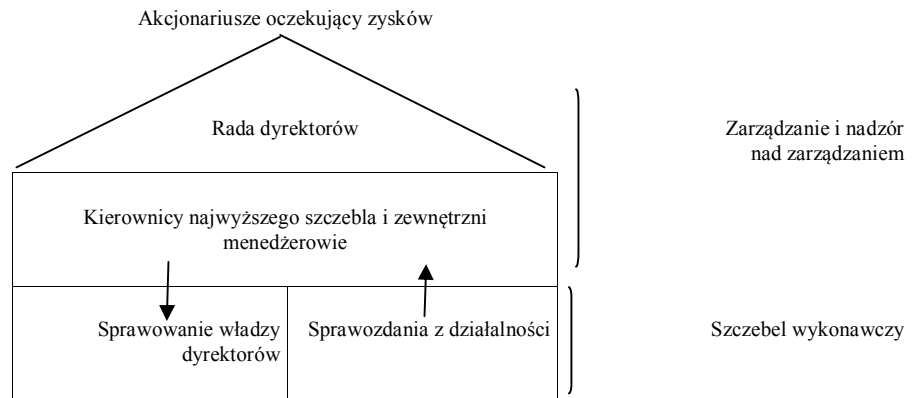 Akcjonariusze oczekujący zysków
Rada dyrektorów
Zarządzanie i nadzór
nad zarządzaniem
Kierownicy najwyższego szczebla i zewnętrzni
menedżerowie
Sprawowanie władzy
dyrektorów
Sprawozdania z działalności
Szczebel wykonawczy